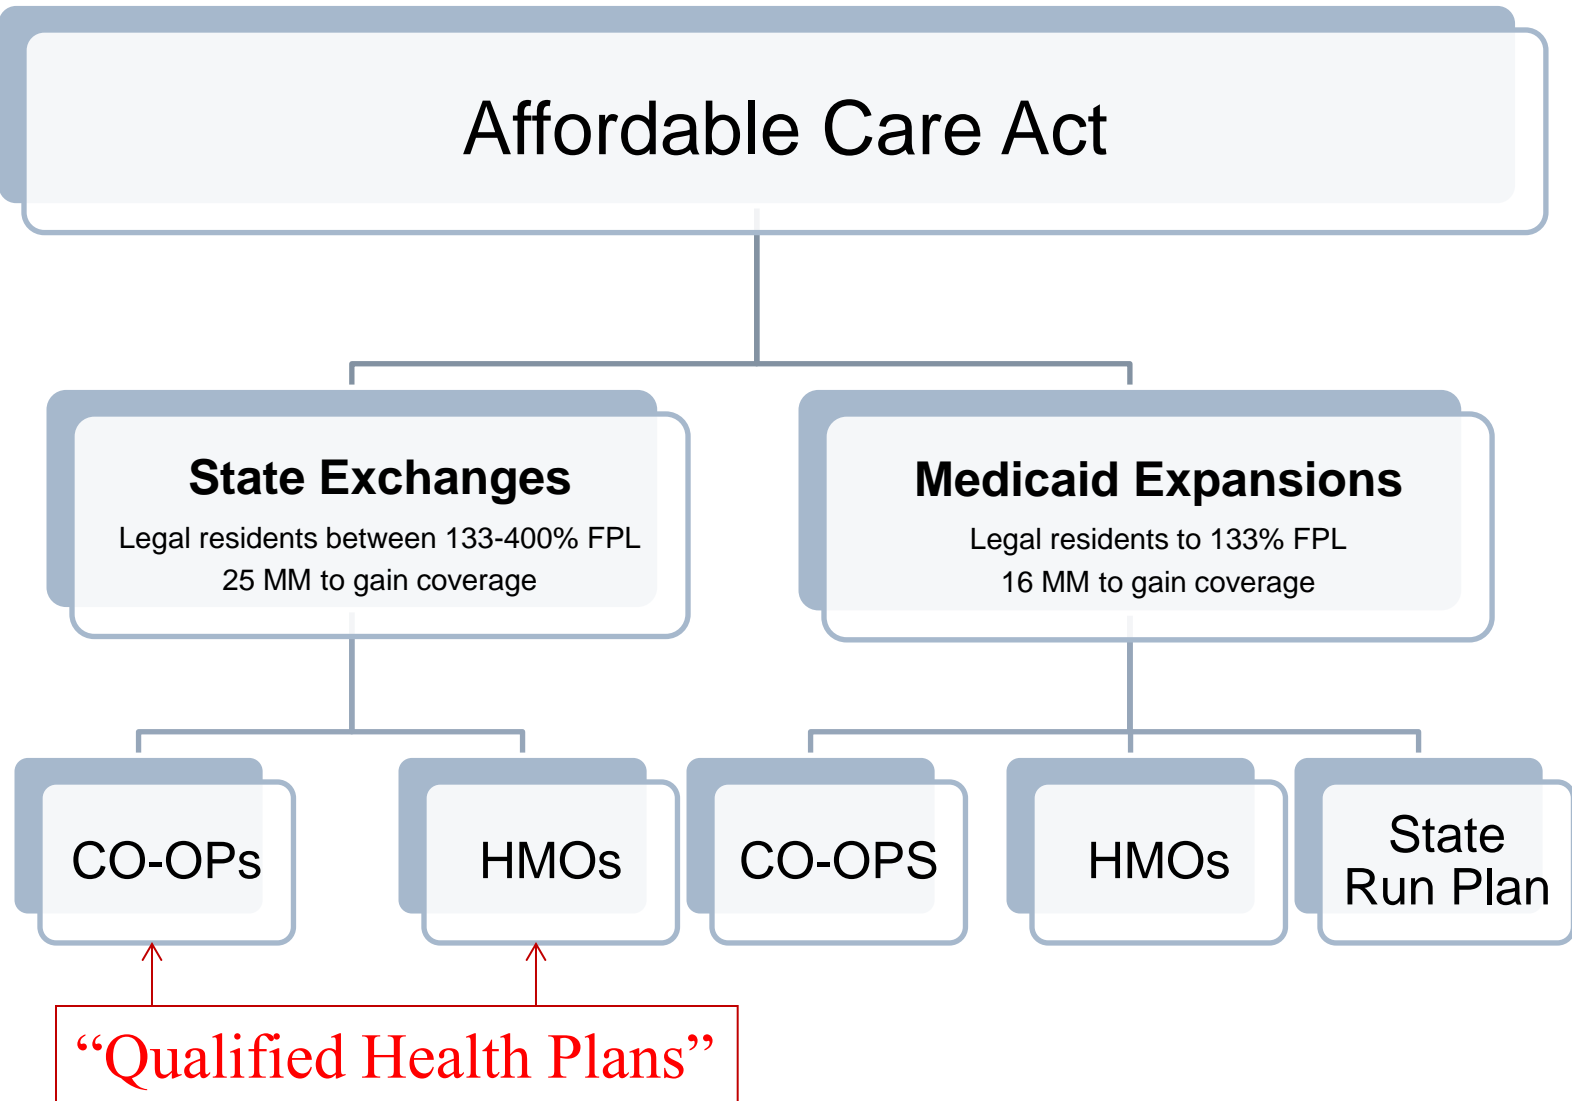 Affordable Care Act
State Exchanges
Legal residents between 133-400% FPL
25 MM to gain coverage
Medicaid Expansions
Legal residents to 133% FPL
16 MM to gain coverage
CO-OPs
HMOs
CO-OPS
HMOs
State
Run Plan
“Qualified Health Plans”